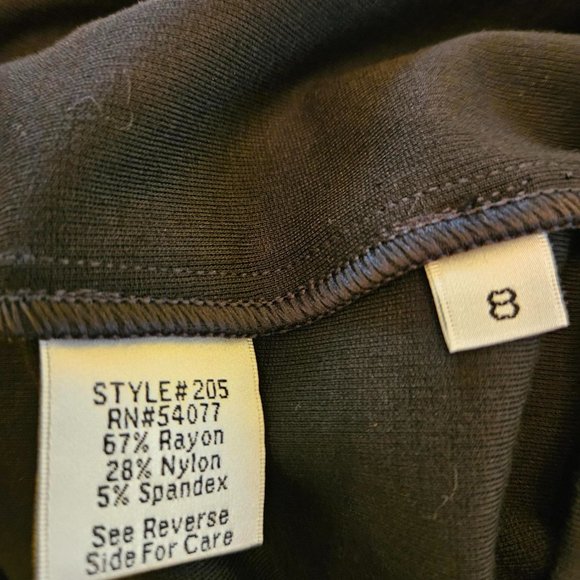 STYLE#205
RN#54077
67% Rayon
28% Nylon
5% Spandex
See Reverse
Side For Care
8